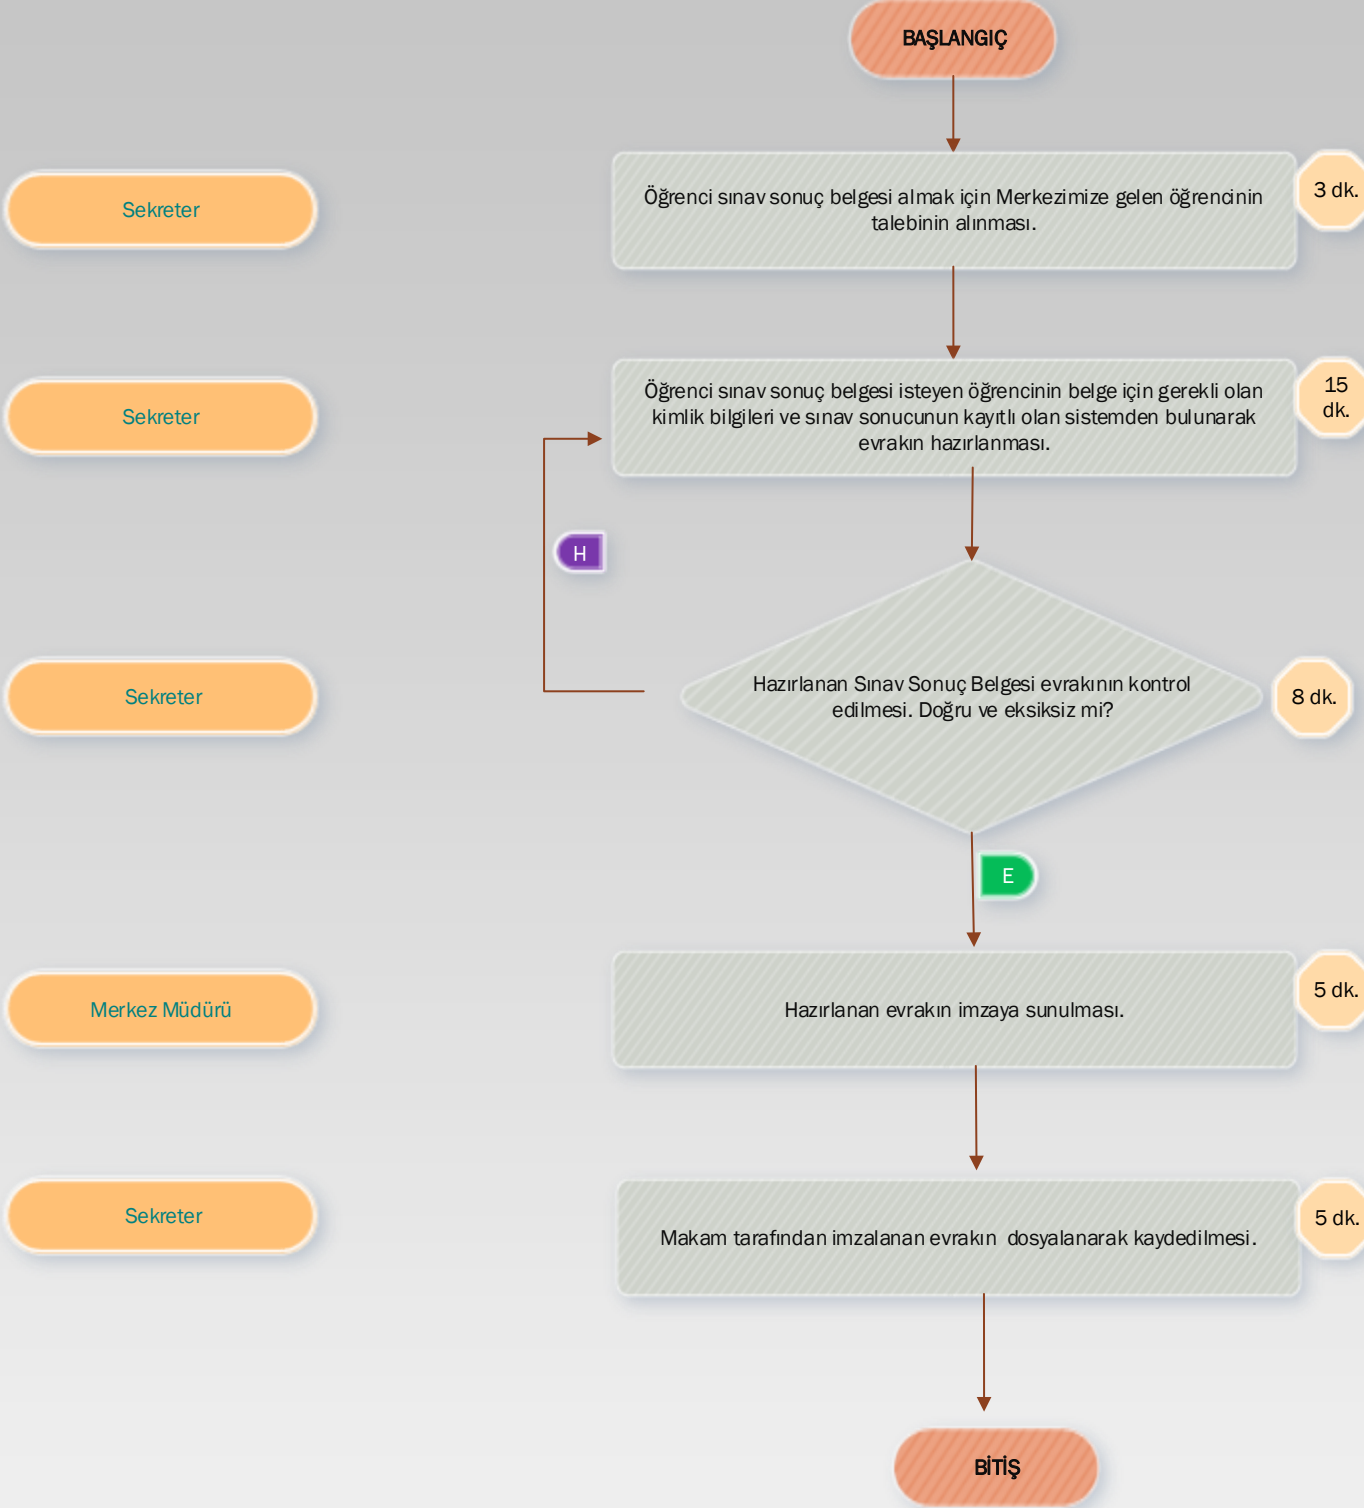 BAŞLANGIÇ
Sekreter
Öğrenci sınav sonuç belgesi almak için Merkezimize gelen öğrencinin
talebinin alınması.
3 dk.
Sekreter
Öğrenci sınav sonuç belgesi isteyen öğrencinin belge için gerekli olan
kimlik bilgileri ve sınav sonucunun kayıtlı olan sistemden bulunarak
evrakın hazırlanması.
15
dk.
H
Sekreter
Hazırlanan Sınav Sonuç Belgesi evrakının kontrol
edilmesi. Doğru ve eksiksiz mi?
8 dk.
E
Merkez Müdürü
Hazırlanan evrakın imzaya sunulması.
5 dk.
Sekreter
Makam tarafından imzalanan evrakın dosyalanarak kaydedilmesi.
5 dk.
BİTİŞ